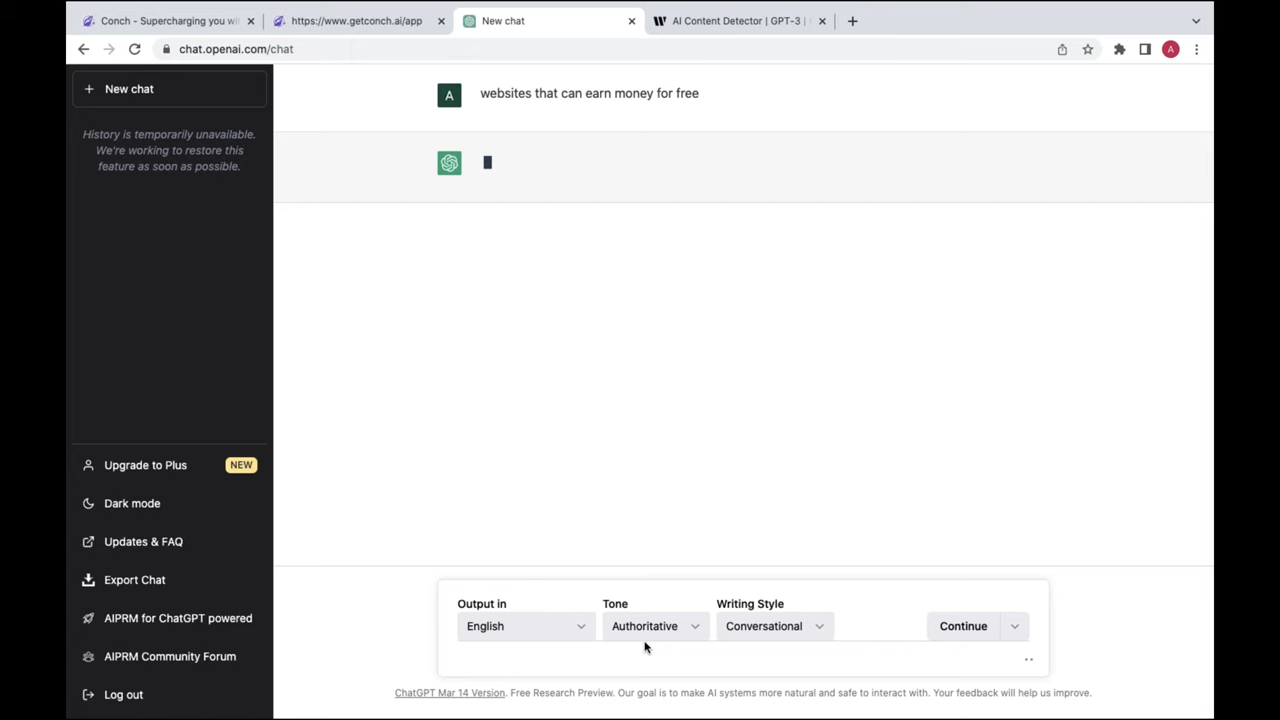 Conch - Supercharging you wi
https://www.getconch.ai/app
New chat
AI Content Detector | GPT-3 |
chat.openai.com/chat
A
New chat
History is temporarily unavailable.
We're working to restore this
feature as soon as possible.
A
websites that can earn money for free
Upgrade to Plus
NEW
Dark mode
Updates & FAQ
Export Chat
AIPRM for ChatGPT powered
AIPRM Community Forum
Log out
Output in
Tone
Writing Style
English
Authoritative
Conversational
Continue
ChatGPT Mar 14 Version. Free Research Preview. Our goal is to make AI systems more natural and safe to interact with. Your feedback will help us improve.